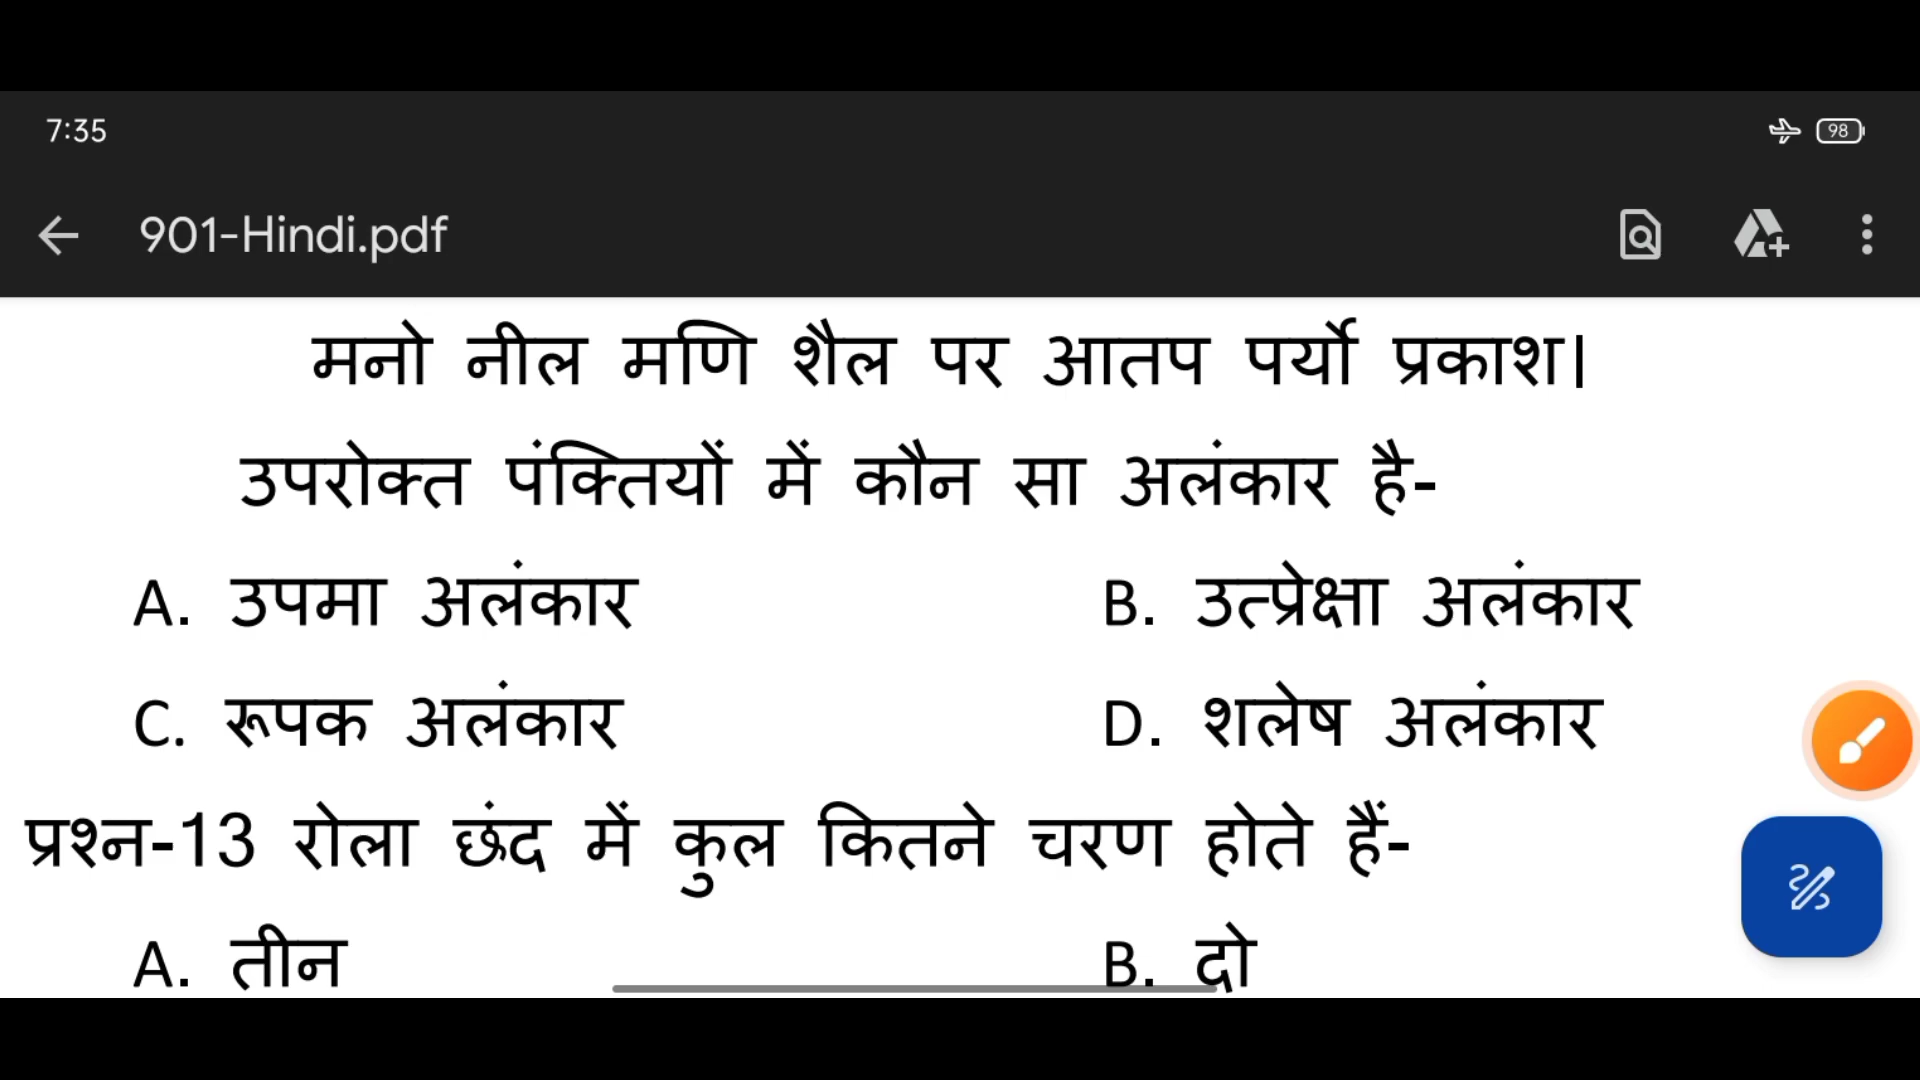 7:35
98
901-Hindi.pdf
मनो नील मणि शैल पर आतप पर्यो प्रकाश।
उपरोक्त पंक्तियों में कौन सा अलंकार है-
A. उपमा अलंकार B. उत्प्रेक्षा अलंकार
C. रूपक अलंकार D. शलेष अलंकार
प्रश्न-13 रोला छंद में कुल कितने चरण होते हैं-
A. तीन B. दो